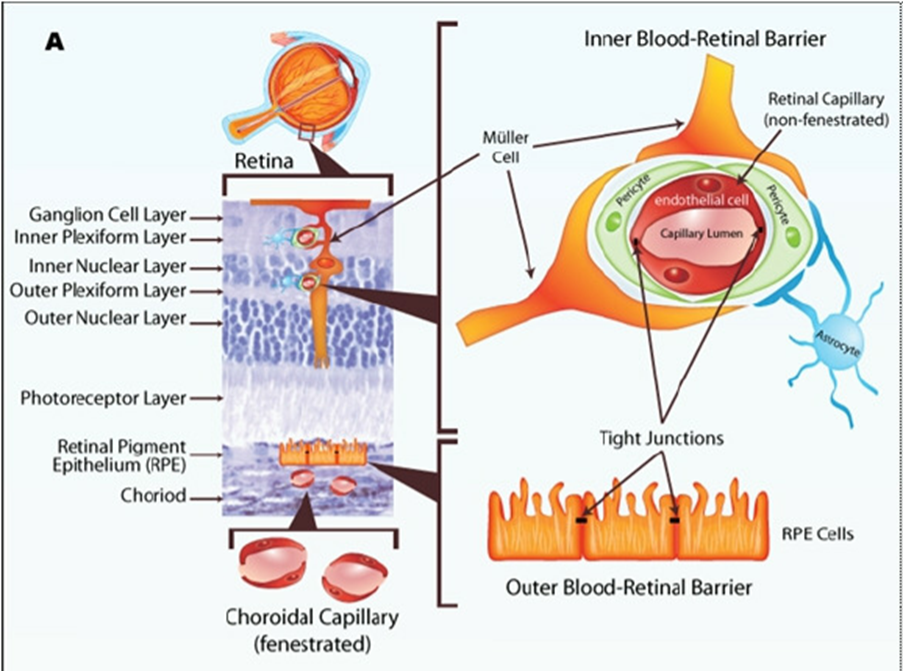 A
Retina
Ganglion Cell Layer
Inner Plexiform Layer
Inner Nuclear Layer
Outer Plexiform Layer
Outer Nuclear Layer
Photoreceptor Layer
Retinal Pigment
Epithelium (RPE)
Choriod
Choroidal Capillary
(fenestrated)
Inner Blood-Retinal Barrier
Müller
Cell
Retinal Capillary
(non-fenestrated)
Pericyte
endothelial cell
Pericyte
Capillary Lumen
Astrocyte
Tight Junctions
RPE Cells
Outer Blood-Retinal Barrier